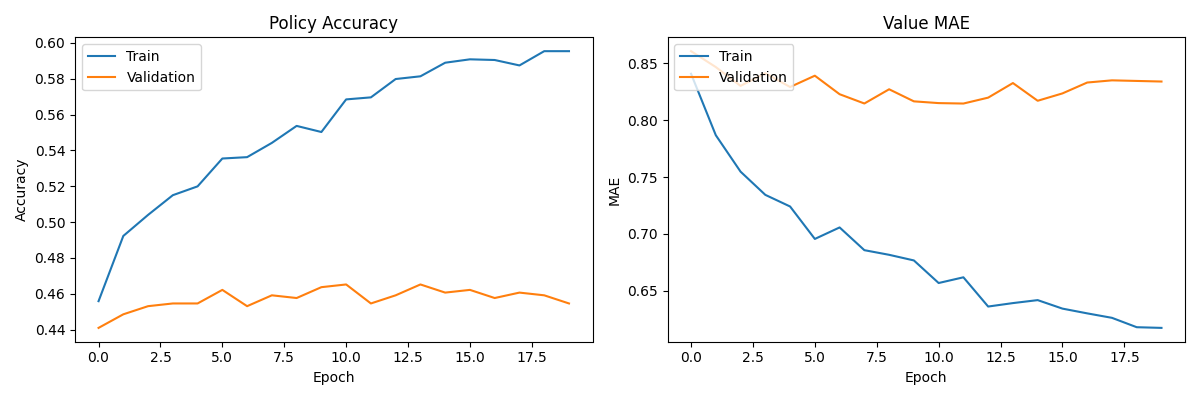 Policy Accuracy
Train
Validation
0.60
0.58
0.56
0.54
0.52
0.50
0.48
0.46
0.44
Accuracy
0.0 2.5 5.0 7.5 10.0 12.5 15.0 17.5
Epoch
Value MAE
Train
Validation
0.85
0.80
0.75
0.70
0.65
MAE
0.0 2.5 5.0 7.5 10.0 12.5 15.0 17.5
Epoch